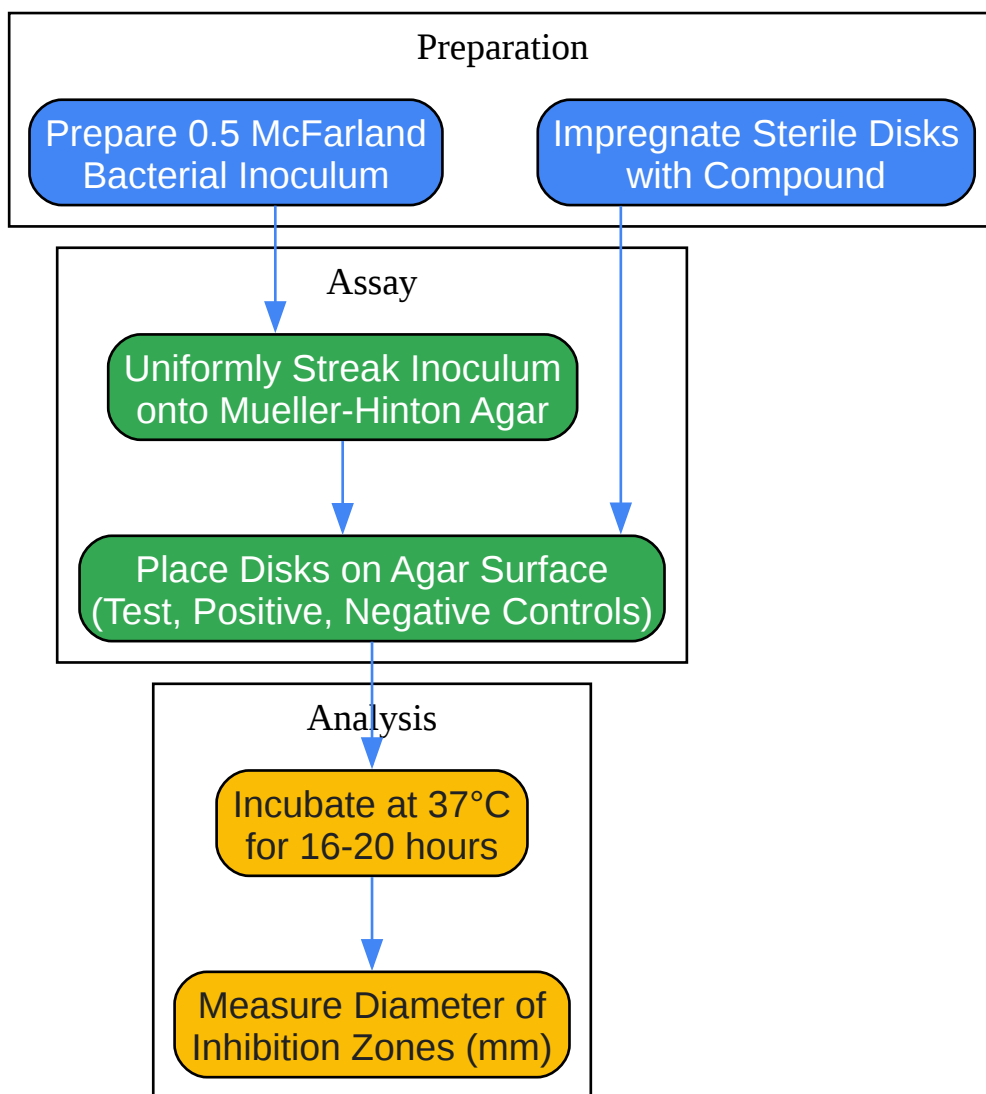 Preparation
Prepare 0.5 McFarland
Bacterial Inoculum
Impregnate Sterile Disks
with Compound
Assay
Uniformly Streak Inoculum
onto Mueller-Hinton Agar
Place Disks on Agar Surface
(Test, Positive, Negative Controls)
Analysis
Incubate at 37°C
for 16-20 hours
Measure Diameter of
Inhibition Zones (mm)